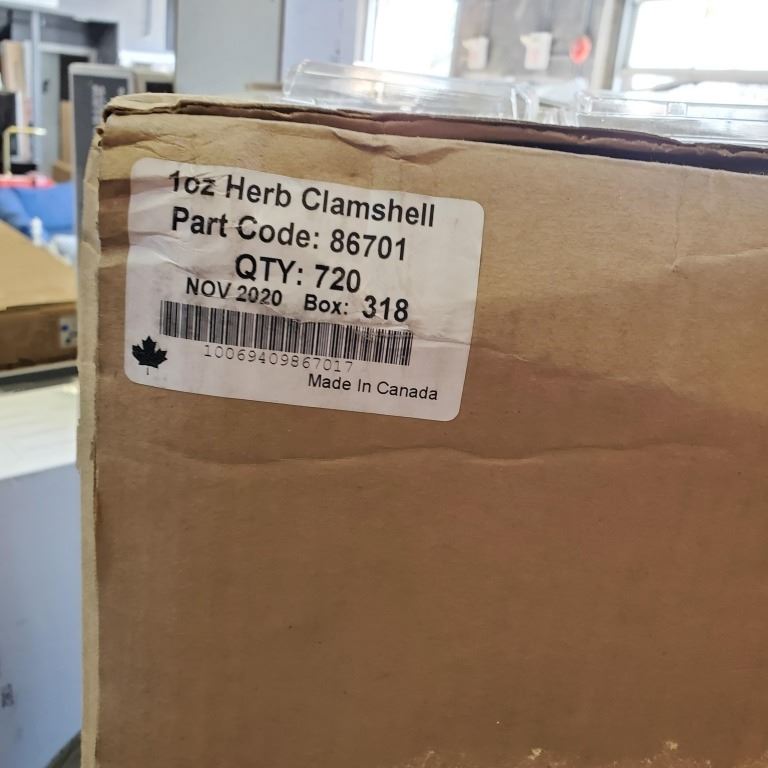 1oz Herb Clamshell
Part Code: 86701
QTY: 720
NOV 2020 Box: 318
10069409867017
Made In Canada